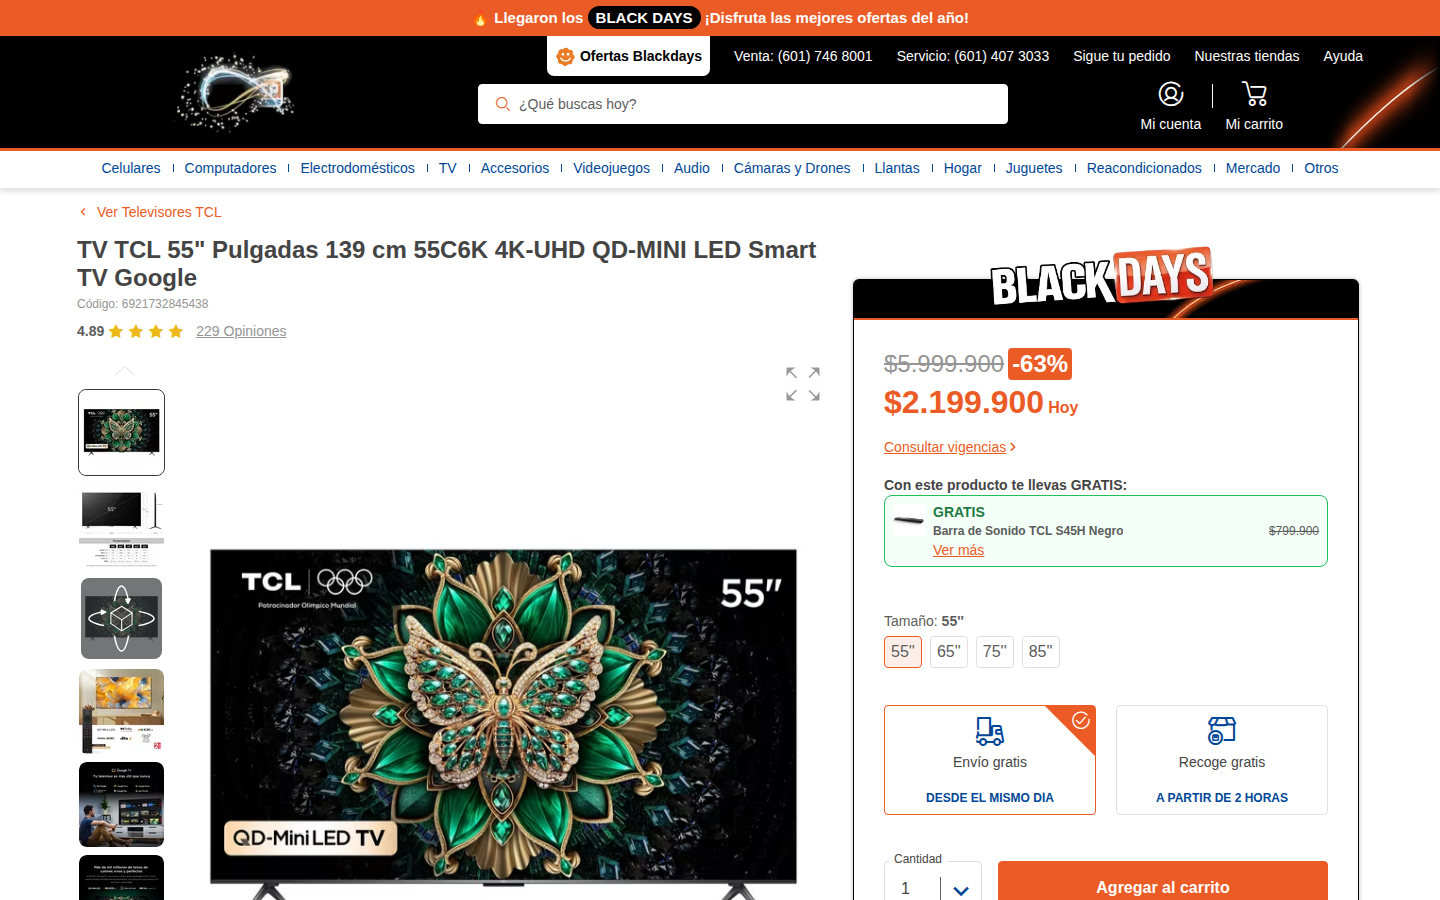 🔥 Llegaron los BLACK DAYS ¡Disfruta las mejores ofertas del año!
Ofertas Blackdays
Venta: (601) 746 8001
Servicio: (601) 407 3033
Sigue tu pedido
Nuestras tiendas
Ayuda
¿Qué buscas hoy?
Mi cuenta
Mi carrito
Celulares
Computadores
Electrodomésticos
TV
Accesorios
Videojuegos
Audio
Cámaras y Drones
Llantas
Hogar
Juguetes
Reacondicionados
Mercado
Otros
Ver Televisores TCL
TV TCL 55" Pulgadas 139 cm 55C6K 4K-UHD QD-MINI LED Smart
TV Google
Código: 6921732845438
4.89
229 Opiniones
TCL
55"
Patrocinador Olímpico Mundial
QD-Mini LED TV
BLACK DAYS
$5.999.900 -63%
$2.199.900 Hoy
Consultar vigencias
Con este producto te llevas GRATIS:
GRATIS
Barra de Sonido TCL S45H Negro
$799.900
Ver más
Tamaño: 55"
55"
65"
75"
85"
Envío gratis
DESDE EL MISMO DIA
Recoge gratis
A PARTIR DE 2 HORAS
Cantidad
1
Agregar al carrito